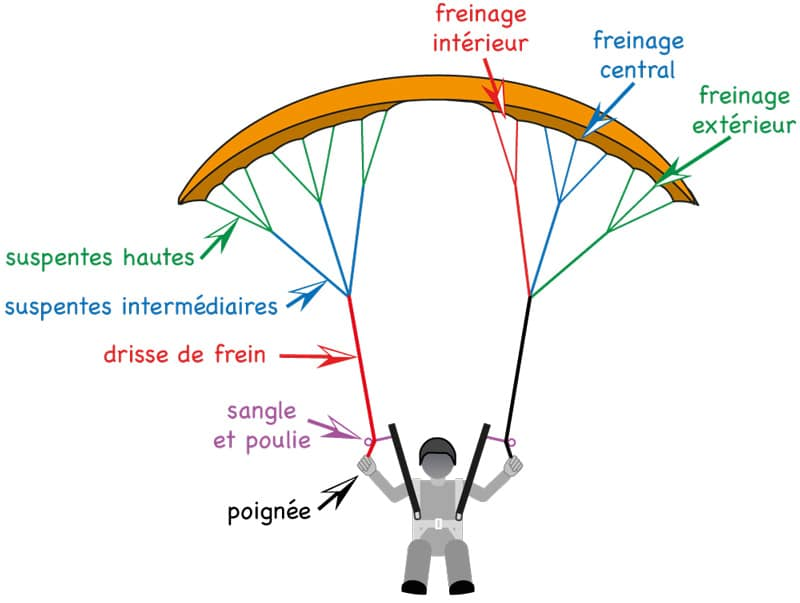 freinage
intérieur
freinage
central
freinage
extérieur
suspentes hautes
suspentes intermédiaires
drisse de frein
sangle
et poulie
poignée